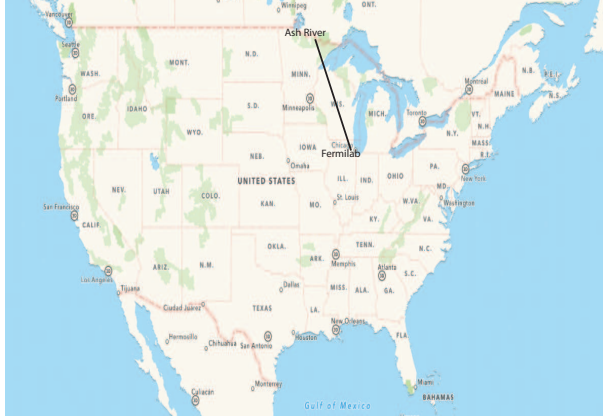 Winnipeg
ONT.
Vancouver
Ash River
Seattle
WASH.
MONT.
N.D.
MINN.
Montreal
N.B.
P.E.I.
MAINE
N.S.
Portland
ORE.
IDAHO
S.D.
Minneapolis
WIS.
MICH.
Toronto
VT.
N.H.
N.Y.
MASS.
R.I.
WYO.
IOWA
Chicago
Fermilab
NEB.
Omaha
ILL.
IND.
OHIO
PA.
New York
NEV.
UTAH
COLO.
UNITED STATES
KAN.
MO.
St. Louis
W.VA
MD.
Washington
VA.
KY.
San Francisco
CALIF.
OKLA.
ARK.
TENN.
Memphis
N.C.
Los Angeles
ARIZ.
N.M.
Atlanta
S.C.
Tijuana
Dallas
MISS.
ALA.
GA.
Ciudad Juárez
TEXAS
LA.
Hermosillo
Chihuahua
San Antonio
Houston
New Orleans
FLA.
Culiacán
Monterrey
Miami
Gulf of Mexico
BAHAMAS